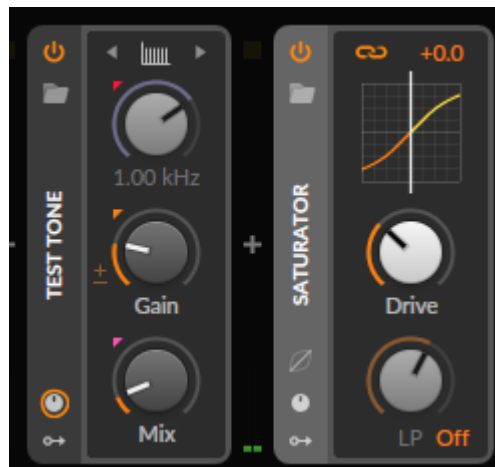 TEST TONE
1.00 kHz
±
Gain
Mix
SATURATOR
+0.0
Drive
LP Off